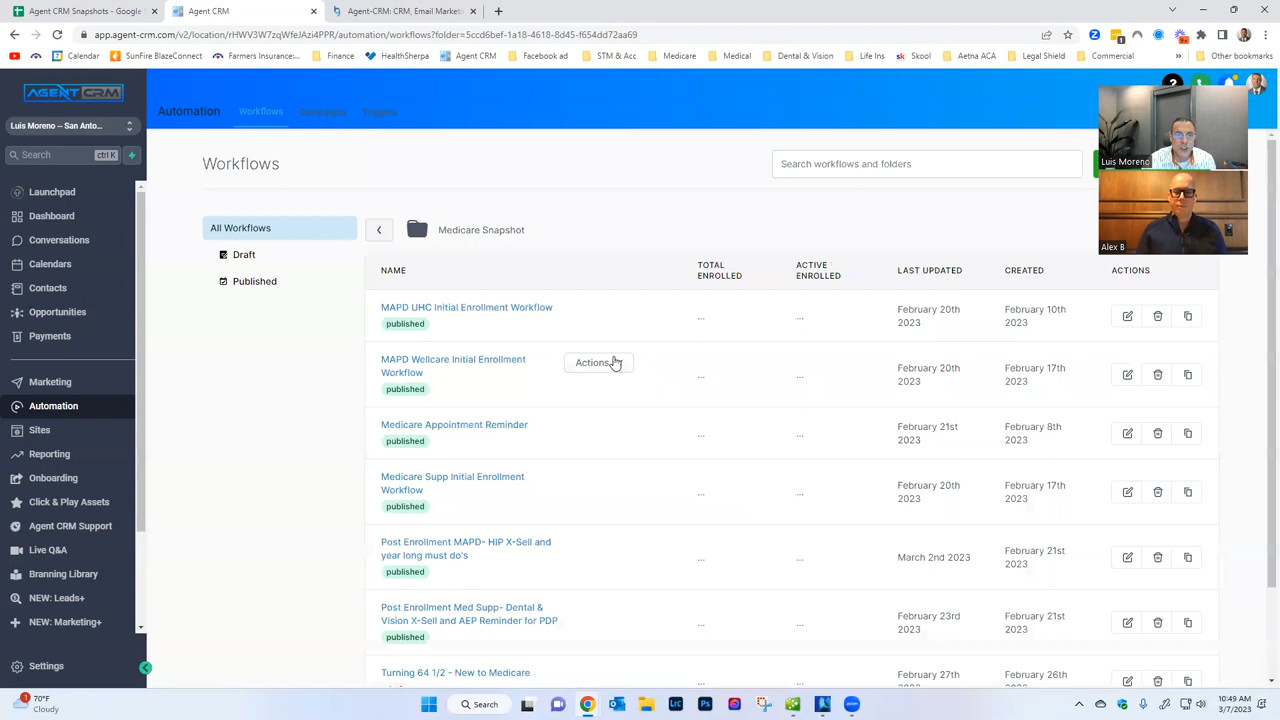 Agent CRM Snapshots - Google
Agent CRM
Agent-CRM: Email Market
app.agent-crm.com/v2/location/rHWV3W7zqWfeJAzi4PPR/automation/workflows?folder=5ccd6bef-1a18-4618-8d45-f654dd72aa69
Calendar
SunFire BlazeConnect
Farmers Insurance:...
Finance
HealthSherpa
Agent CRM
Facebook ad
STM & Acc
Medicare
Medical
Dental & Vision
Life Ins
Skool
Aetna ACA
Legal Shield
Commercial
Other bookmarks
AGENT CRM
Luis Moreno -- San Anto...
Search
ctrl K
Launchpad
Dashboard
Conversations
Calendars
Contacts
Opportunities
Payments
Marketing
Automation
Sites
Reporting
Onboarding
Click & Play Assets
Agent CRM Support
Live Q&A
Branning Library
NEW: Leads+
NEW: Marketing+
Settings
Automation
Workflows
Campaigns
Triggers
Workflows
Search workflows and folders
All Workflows
Draft
Published
Medicare Snapshot
NAME
TOTAL ENROLLED
ACTIVE ENROLLED
LAST UPDATED
CREATED
ACTIONS
MAPD UHC Initial Enrollment Workflow
published
...
...
February 20th 2023
February 10th 2023
MAPD Wellcare Initial Enrollment
Workflow
published
Actions
...
...
February 20th 2023
February 17th 2023
Medicare Appointment Reminder
published
...
...
February 21st 2023
February 8th 2023
Medicare Supp Initial Enrollment
Workflow
published
...
...
February 20th 2023
February 17th 2023
Post Enrollment MAPD- HIP X-Sell and
year long must do's
published
...
...
March 2nd 2023
February 21st 2023
Post Enrollment Med Supp- Dental &
Vision X-Sell and AEP Reminder for PDP
published
...
...
February 23rd 2023
February 21st 2023
Turning 64 1/2 - New to Medicare
...
...
February 27th
February 26th
Luis Moreno
Alex B
1
70°F
Cloudy
Search
10:49 AM
3/7/2023